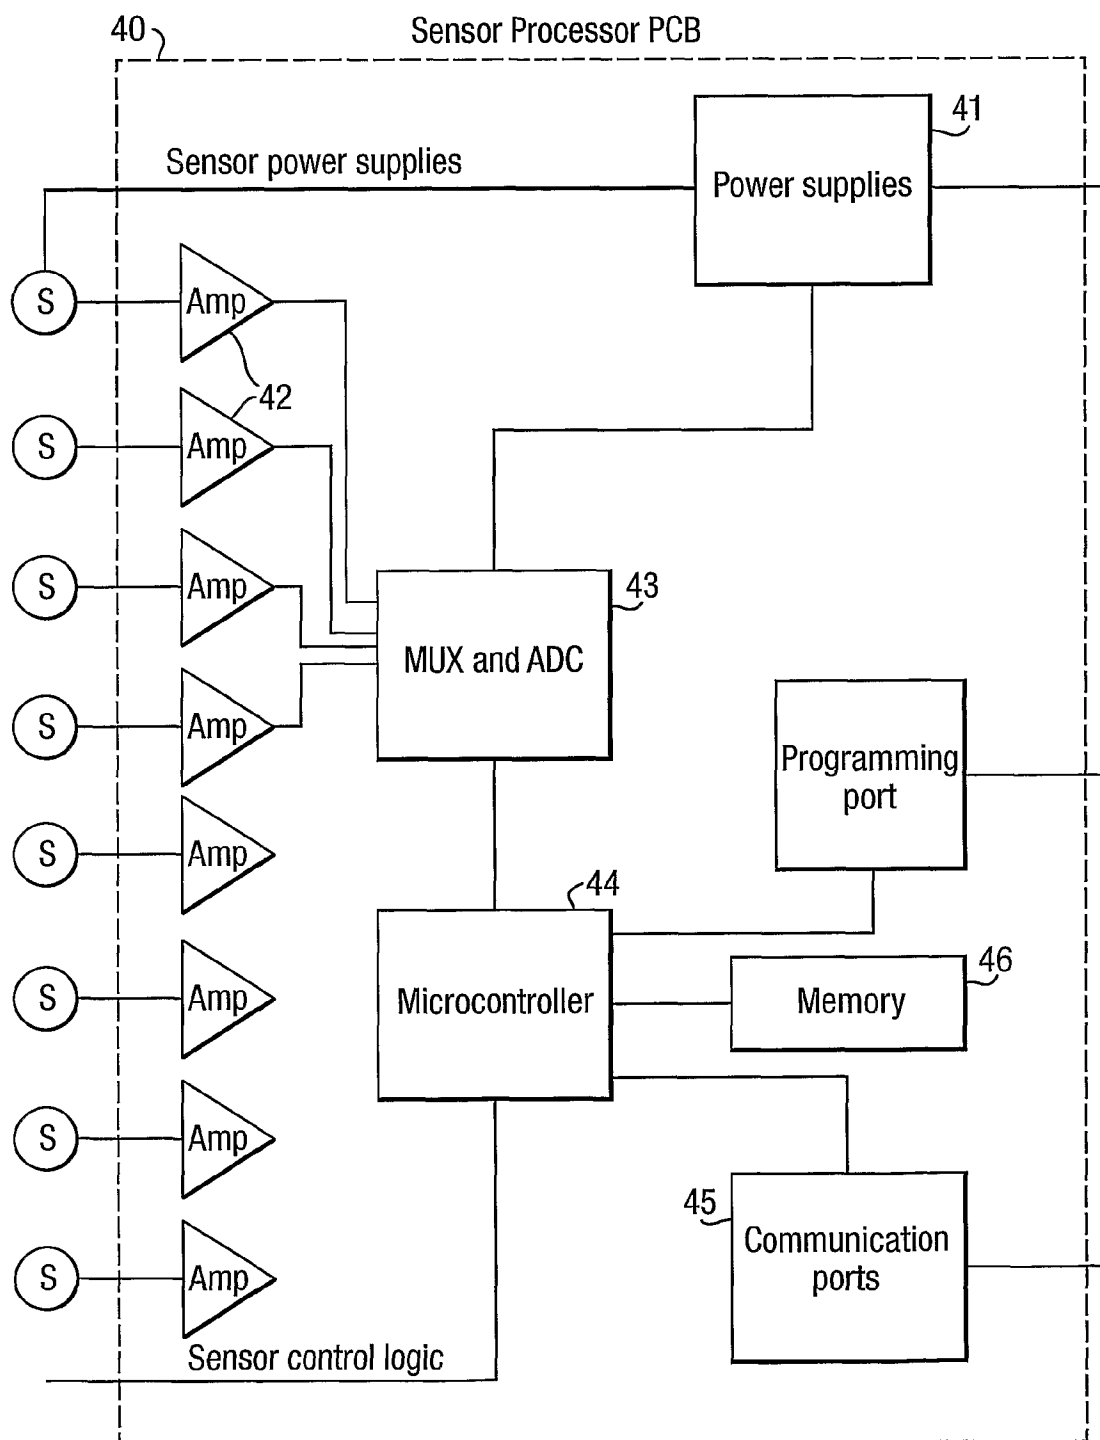 40
Sensor Processor PCB
41
Sensor power supplies
Power supplies
S
Amp
42
S
Amp
S
Amp
43
MUX and ADC
S
Amp
Programming
port
S
Amp
44
46
S
Amp
Microcontroller
Memory
S
Amp
45
Communication
ports
S
Amp
Sensor control logic